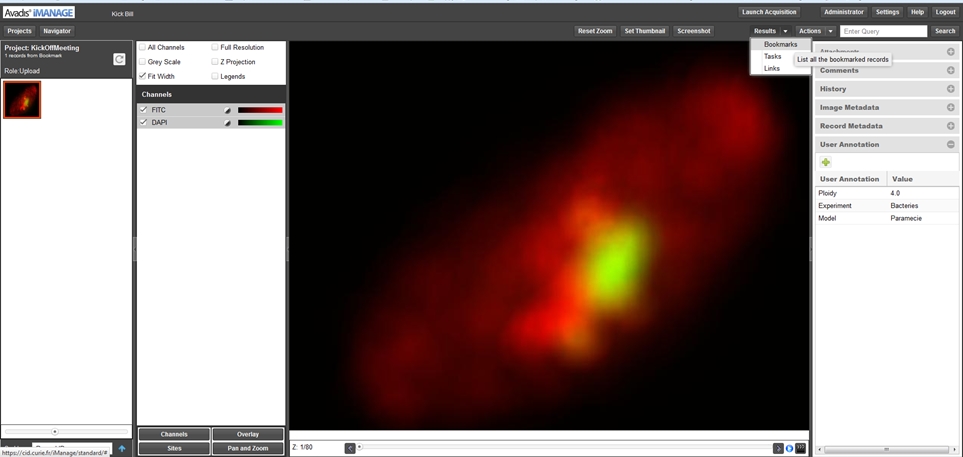 Avadis iMANAGE
Kick Bill
Launch Acquisition
Administrator
Settings
Help
Logout
Projects
Navigator
Reset Zoom
Set Thumbnail
Screenshot
Results
Actions
Enter Query
Search
Project: KickOffMeeting
1 records from Bookmark
Role:Upload
All Channels
Full Resolution
Grey Scale
Z Projection
Fit Width
Legends
Channels
FITC
DAPI
Bookmarks
Tasks
Links
List all the bookmarked records
Attachments
Comments
History
Image Metadata
Record Metadata
User Annotation
User Annotation Value
Ploidy 4.0
Experiment Bacteries
Model Paramecie
Channels
Overlay
Sites
Pan and Zoom
Z: 1/80
https://cid.curie.fr/iManage/standard/#